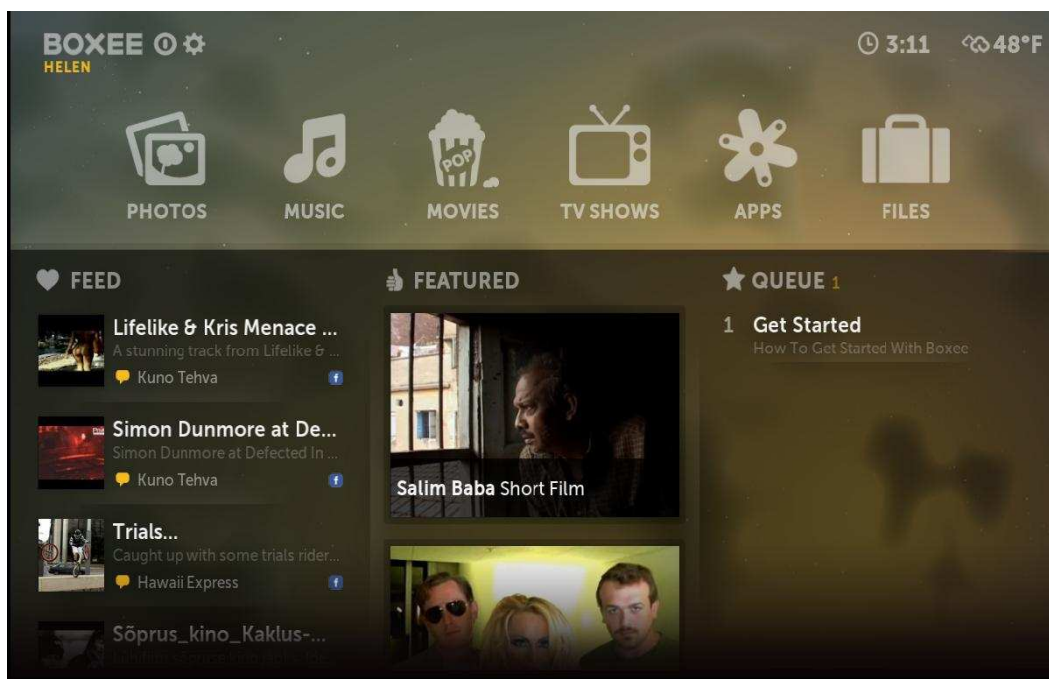 BOXEE
HELEN
3:11
48°F
POP
PHOTOS
MUSIC
MOVIES
TV SHOWS
APPS
FILES
FEED
Lifelike & Kris Menace ...
A stunning track from Lifelike & ...
Kuno Tehva
f
Simon Dunmore at De...
Simon Dunmore at Defected In ...
Kuno Tehva
f
Trials...
Caught up with some trials rider...
Hawaii Express
f
Sõprus_kino_Kaklus-...
FEATURED
Salim Baba Short Film
QUEUE 1
1 Get Started
How To Get Started With Boxee